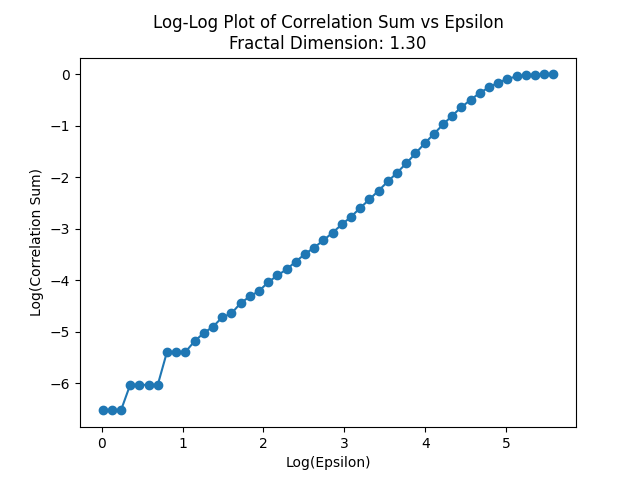 Log-Log Plot of Correlation Sum vs Epsilon
Fractal Dimension: 1.30
Log(Correlation Sum)
0
−1
−2
−3
−4
−5
−6
0 1 2 3 4 5
Log(Epsilon)